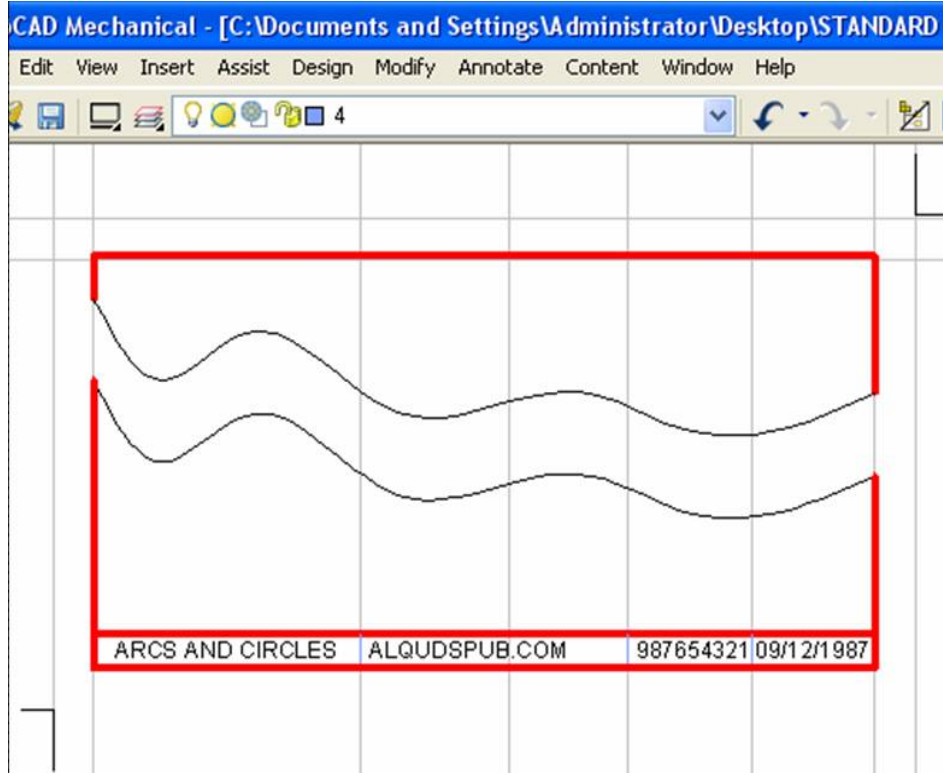 CAD Mechanical - [C:\Documents and Settings\Administrator\Desktop\STANDARD
Edit View Insert Assist Design Modify Annotate Content Window Help
4
ARCS AND CIRCLES ALQUDSPUB.COM 987654321 09/12/1987